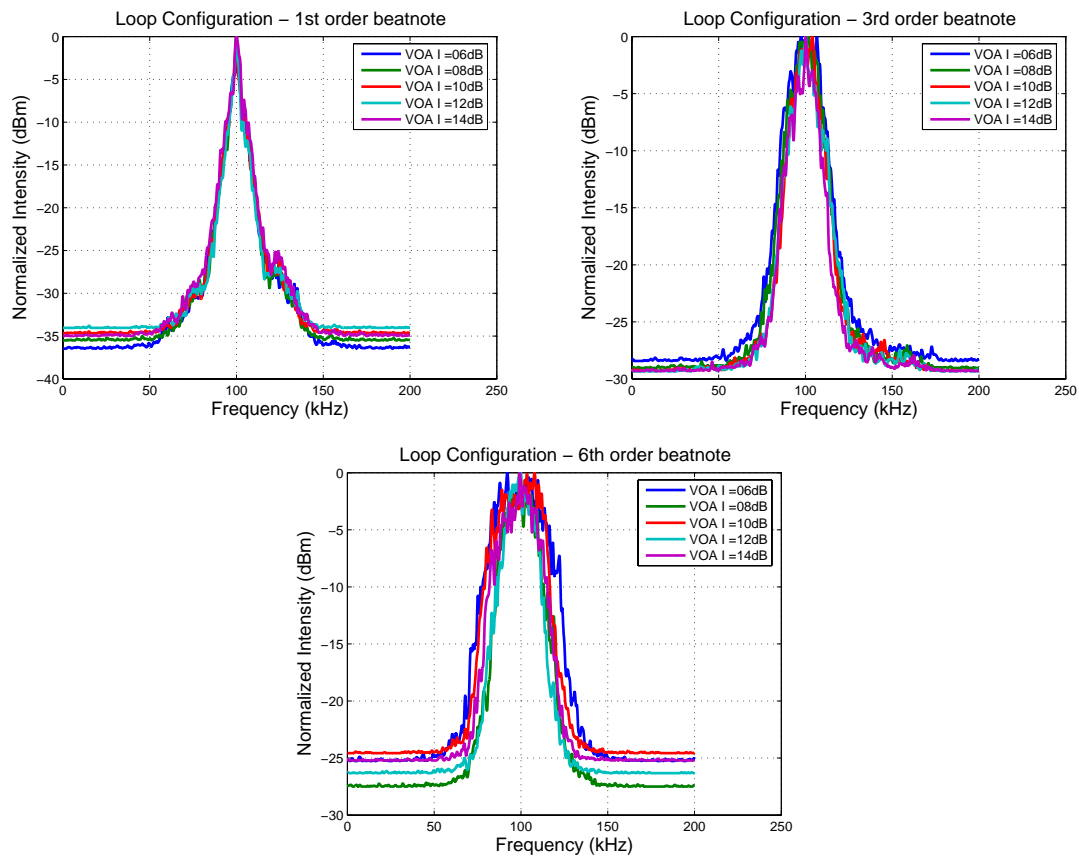 Loop Configuration – 1st order beatnote
0
−5
−10
−15
−20
−25
−30
−35
−40
0 50 100 150 200 250
Normalized Intensity (dBm)
Frequency (kHz)
VOA I =06dB
VOA I =08dB
VOA I =10dB
VOA I =12dB
VOA I =14dB
Loop Configuration – 3rd order beatnote
0
−5
−10
−15
−20
−25
−30
0 50 100 150 200 250
Normalized Intensity (dBm)
Frequency (kHz)
VOA I =06dB
VOA I =08dB
VOA I =10dB
VOA I =12dB
VOA I =14dB
Loop Configuration – 6th order beatnote
0
−5
−10
−15
−20
−25
−30
0 50 100 150 200 250
Normalized Intensity (dBm)
Frequency (kHz)
VOA I =06dB
VOA I =08dB
VOA I =10dB
VOA I =12dB
VOA I =14dB